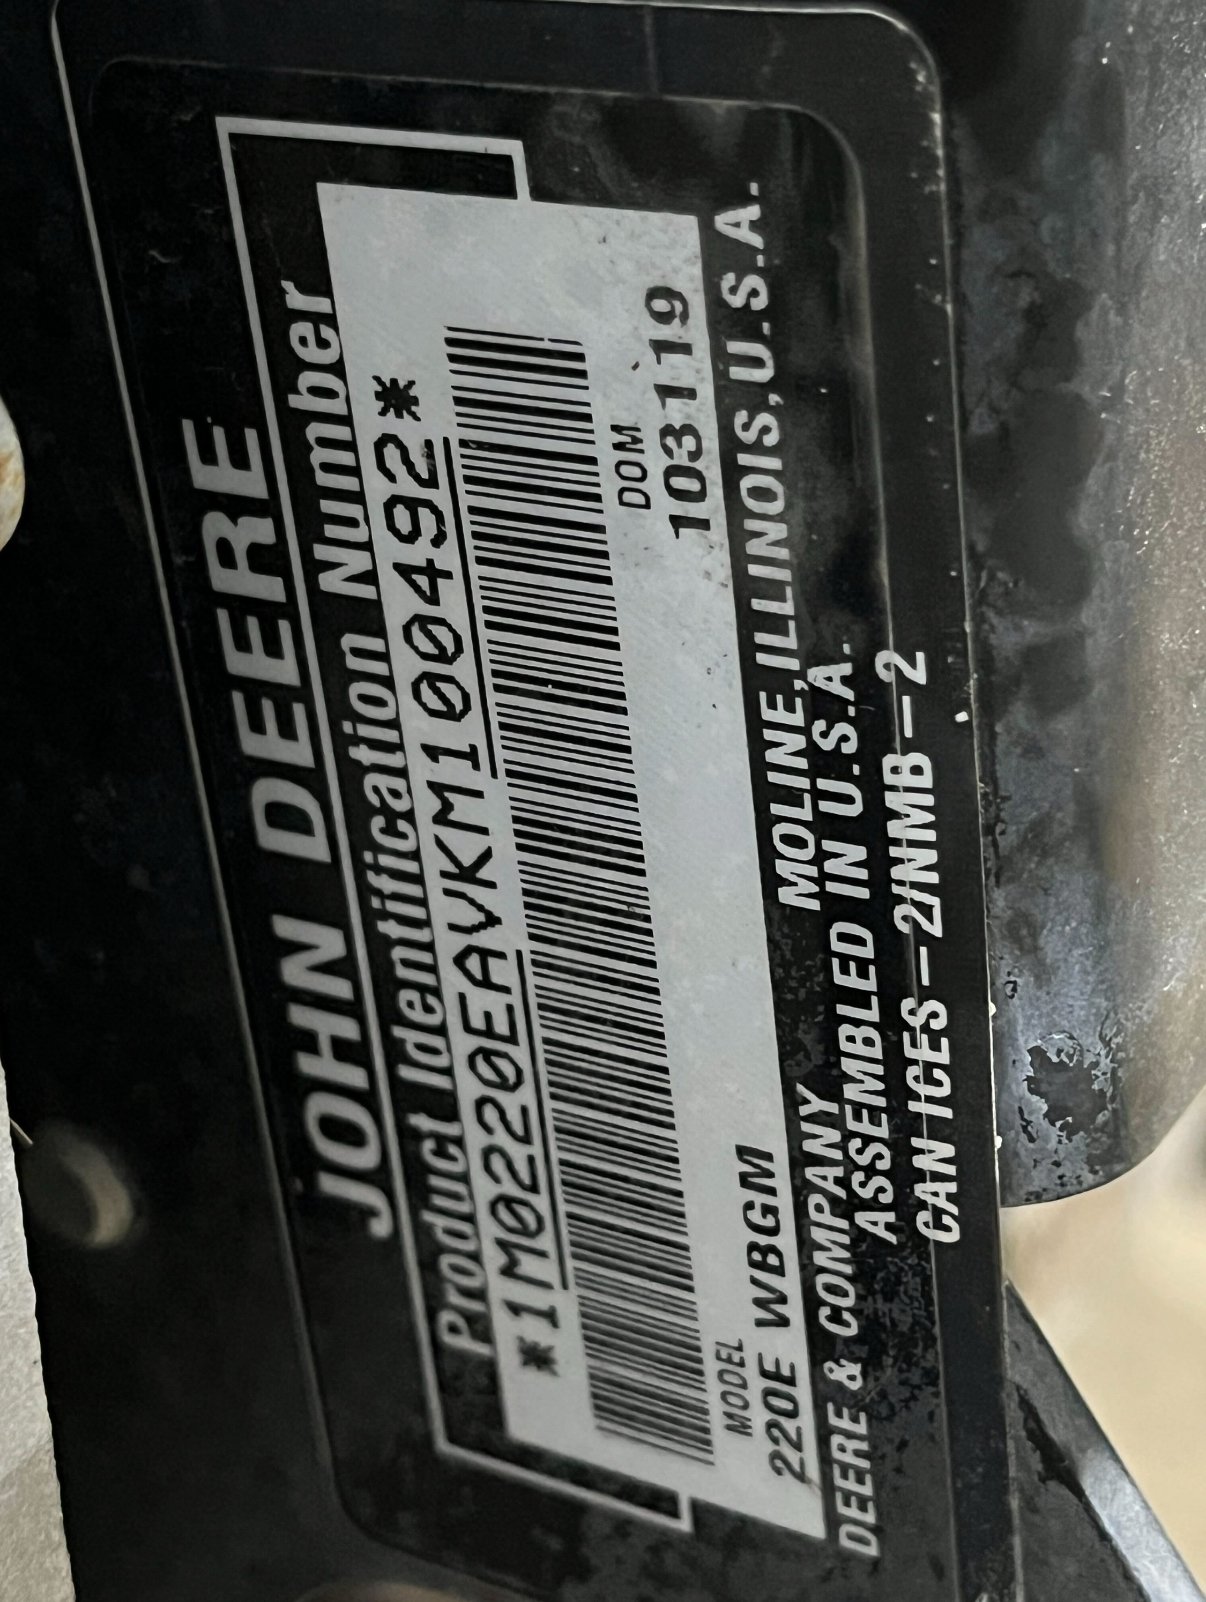 JOHN DEERE
Product Identification Number
*1M0220EAVKM100492*
MODEL DOM
220E WBGM 103119
DEERE & COMPANY MOLINE, ILLINOIS, U.S.A.
ASSEMBLED IN U.S.A.
CAN ICES-2/NMB-2